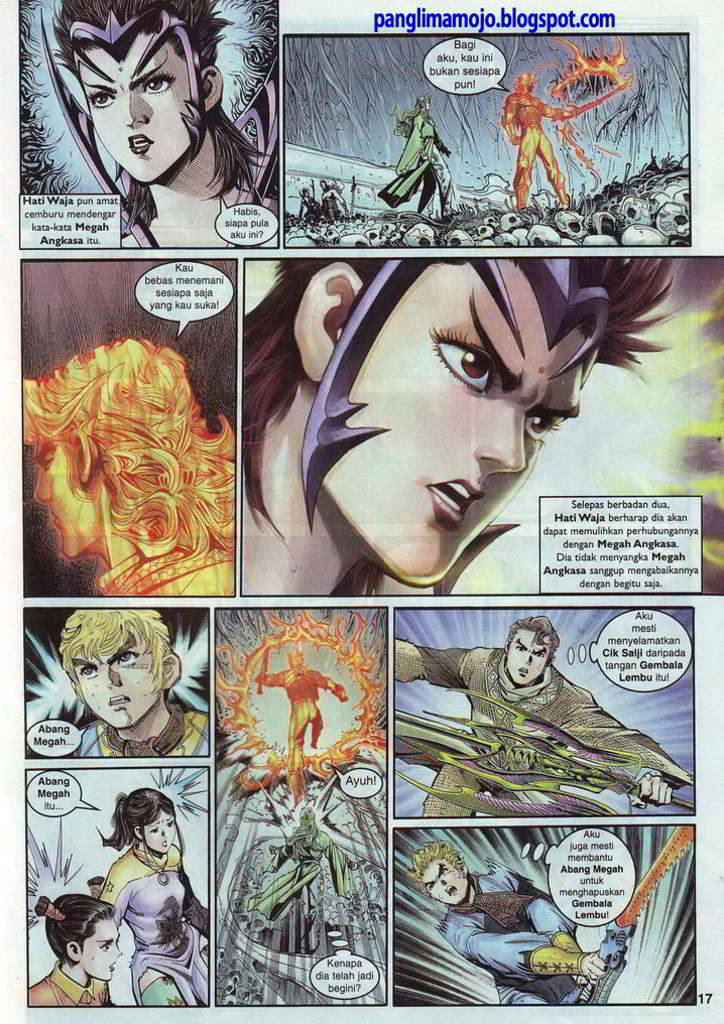 panglimamojo.blogspot.com
Hati Waja pun amat
cemburu mendengar
kata-kata Megah
Angkasa itu.
Habis,
siapa pula
aku ini?
Bagi
aku, kau ini
bukan sesiapa
pun!
Kau
bebas menemani
sesiapa saja
yang kau suka!
Selepas berbadan dua,
Hati Waja berharap dia akan
dapat memulihkan perhubungannya
dengan Megah Angkasa.
Dia tidak menyangka Megah
Angkasa sanggup mengabaikannya
dengan begitu saja.
Abang
Megah...
Abang
Megah
itu...
Ayuh!
Kenapa
dia telah jadi
begini?
Aku
mesti
menyelamatkan
Cik Salji daripada
tangan Gembala
Lembu itu!
Aku
juga mesti
membantu
Abang Megah
untuk
menghapuskan
Gembala
Lembu!
17